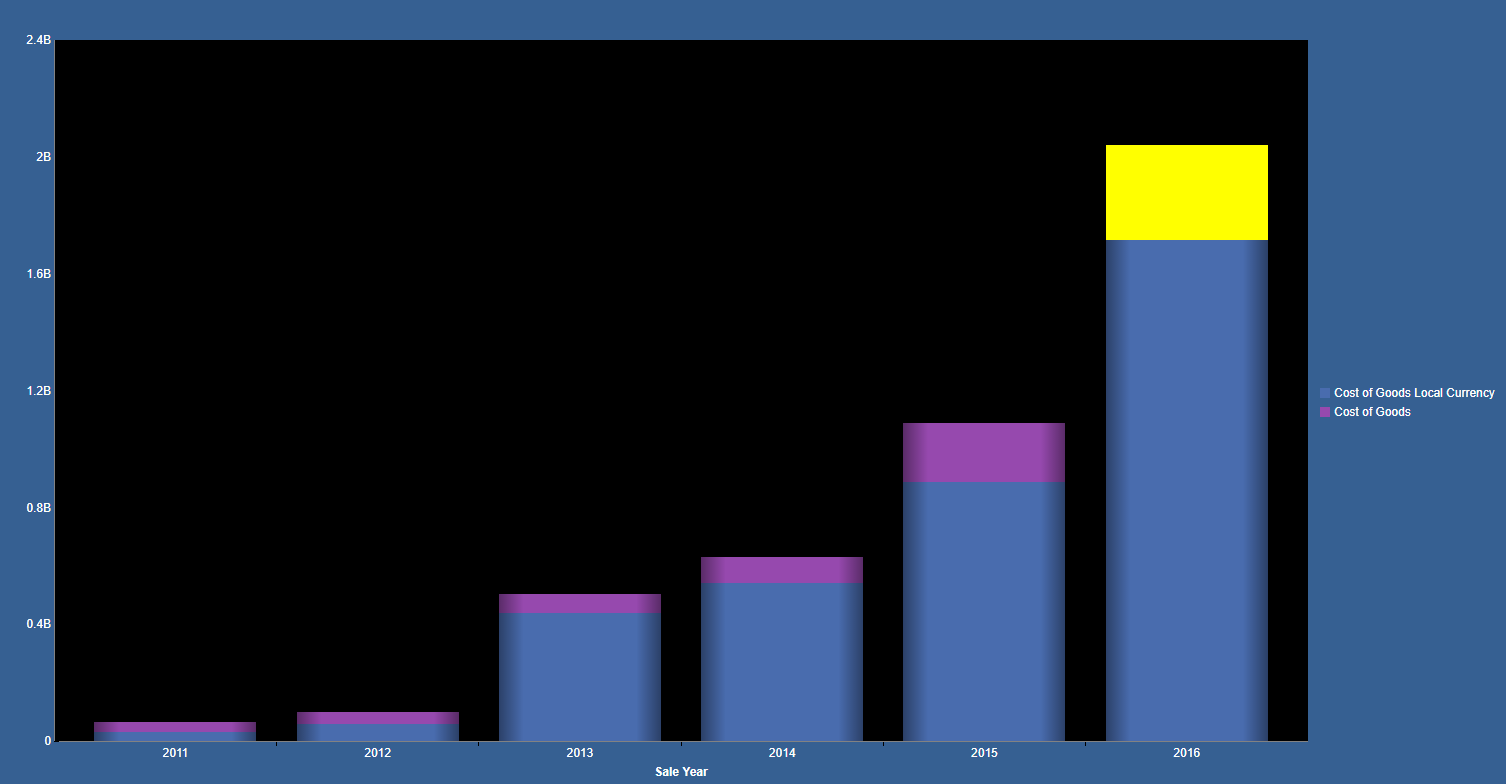 2.4B
2B
1.6B
1.2B
0.8B
0.4B
0
2011 2012 2013 2014 2015 2016
Sale Year
Cost of Goods Local Currency
Cost of Goods